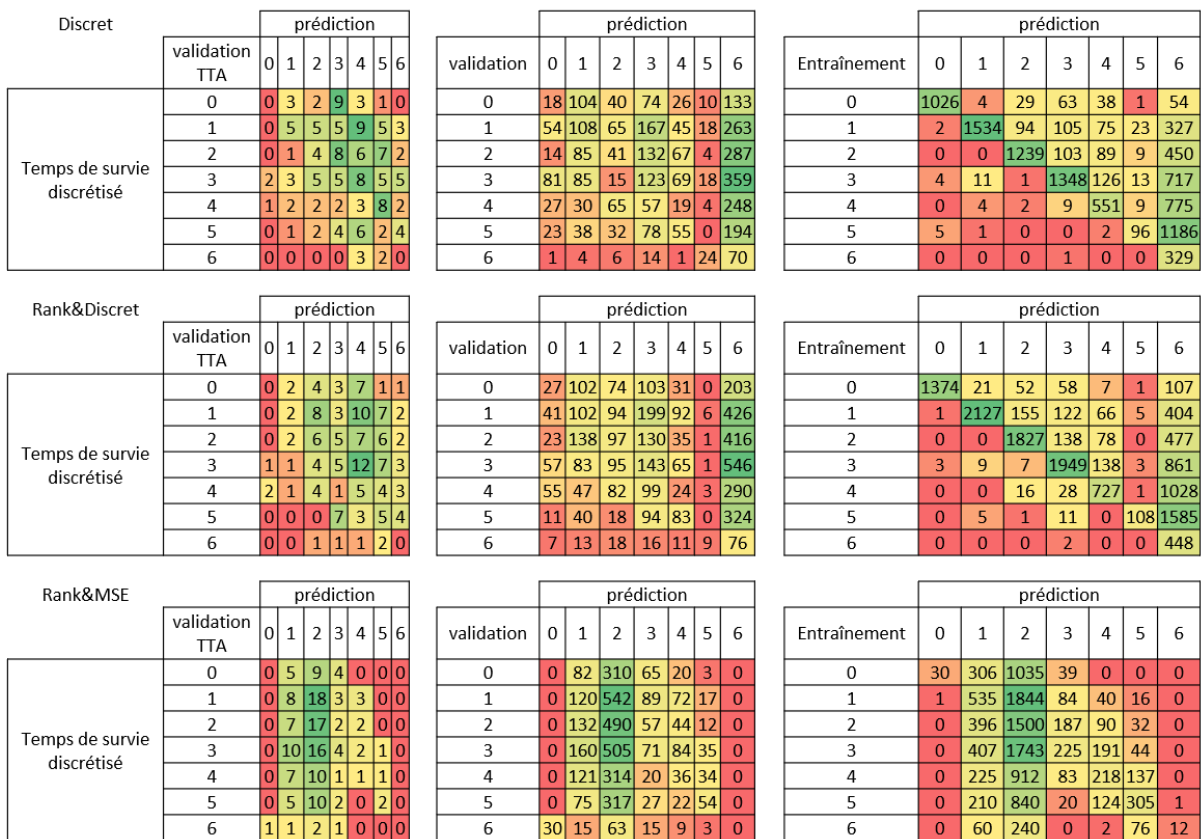 Discret prédiction prédiction prédiction
validation TTA 0 1 2 3 4 5 6 validation 0 1 2 3 4 5 6 Entraînement 0 1 2 3 4 5 6
Temps de survie discrétisé
0 0 3 2 9 3 1 0 0 18 104 40 74 26 10 133 0 1026 4 29 63 38 1 54
1 0 5 5 5 9 5 3 1 54 108 65 167 45 18 263 1 2 1534 94 105 75 23 327
2 0 1 4 8 6 7 2 2 14 85 41 132 67 4 287 2 0 0 1239 103 89 9 450
3 2 3 5 5 8 5 5 3 81 85 15 123 69 18 359 3 4 11 1 1348 126 13 717
4 1 2 2 2 3 8 2 4 27 30 65 57 19 4 248 4 0 4 2 9 551 9 775
5 0 1 2 4 6 2 4 5 23 38 32 78 55 0 194 5 5 1 0 0 2 96 1186
6 0 0 0 0 3 2 0 6 1 4 6 14 1 24 70 6 0 0 0 1 0 0 329
Rank&Discret prédiction prédiction prédiction
validation TTA 0 1 2 3 4 5 6 validation 0 1 2 3 4 5 6 Entraînement 0 1 2 3 4 5 6
Temps de survie discrétisé
0 0 2 4 3 7 1 1 0 27 102 74 103 31 0 203 0 1374 21 52 58 7 1 107
1 0 2 8 3 10 7 2 1 41 102 94 199 92 6 426 1 1 2127 155 122 66 5 404
2 0 2 6 5 7 6 2 2 23 138 97 130 35 1 416 2 0 0 1827 138 78 0 477
3 1 1 4 5 12 7 3 3 57 83 95 143 65 1 546 3 3 9 7 1949 138 3 861
4 2 1 4 1 5 4 3 4 55 47 82 99 24 3 290 4 0 0 16 28 727 1 1028
5 0 0 0 7 3 5 4 5 11 40 18 94 83 0 324 5 0 5 1 11 0 108 1585
6 0 0 1 1 1 2 0 6 7 13 18 16 11 9 76 6 0 0 0 2 0 0 448
Rank&MSE prédiction prédiction prédiction
validation TTA 0 1 2 3 4 5 6 validation 0 1 2 3 4 5 6 Entraînement 0 1 2 3 4 5 6
Temps de survie discrétisé
0 0 5 9 4 0 0 0 0 0 82 310 65 20 3 0 0 30 306 1035 39 0 0 0
1 0 8 18 3 3 0 0 1 0 120 542 89 72 17 0 1 1 535 1844 84 40 16 0
2 0 7 17 2 2 0 0 2 0 132 490 57 44 12 0 2 0 396 1500 187 90 32 0
3 0 10 16 4 2 1 0 3 0 160 505 71 84 35 0 3 0 407 1743 225 191 44 0
4 0 7 10 1 1 1 0 4 0 121 314 20 36 34 0 4 0 225 912 83 218 137 0
5 0 5 10 2 0 2 0 5 0 75 317 27 22 54 0 5 0 210 840 20 124 305 1
6 1 1 2 1 0 0 0 6 30 15 63 15 9 3 0 6 0 60 240 0 2 76 12